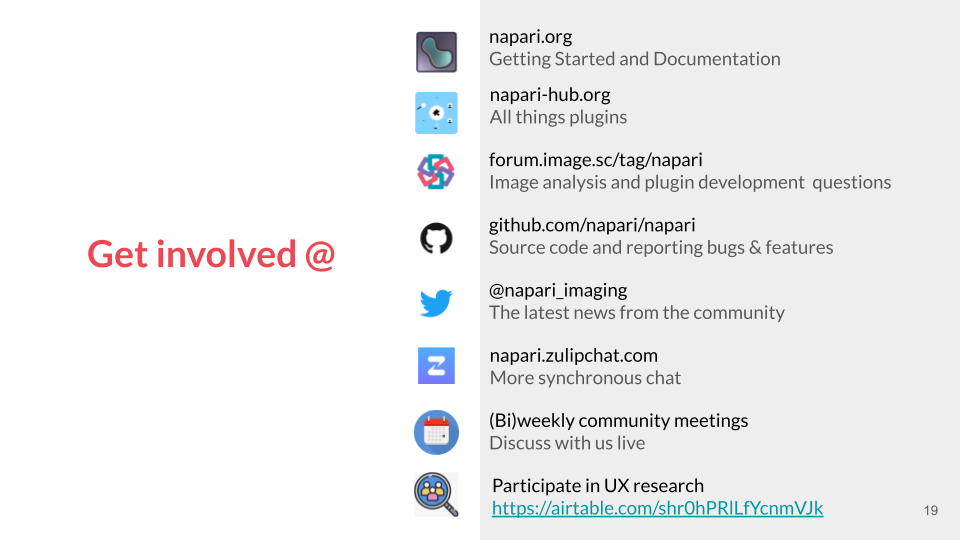 Get involved @
napari.org
Getting Started and Documentation
napari-hub.org
All things plugins
forum.image.sc/tag/napari
Image analysis and plugin development  questions
github.com/napari/napari
Source code and reporting bugs & features
@napari_imaging
The latest news from the community
napari.zulipchat.com
More synchronous chat
(Bi)weekly community meetings
Discuss with us live
Participate in UX research
https://airtable.com/shr0hPRlLfYcnmVJk
19